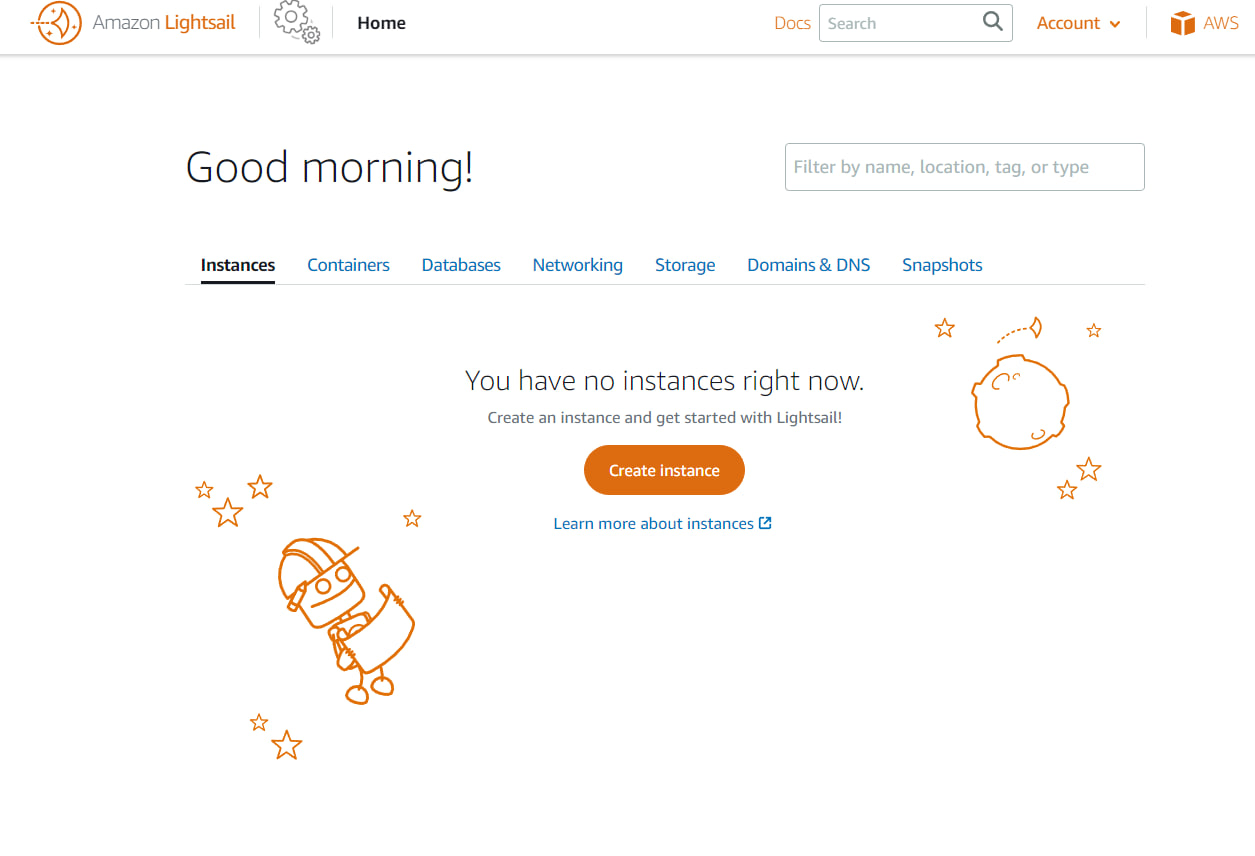 Amazon Lightsail Home Docs Search Account AWS
Good morning! Filter by name, location, tag, or type
Instances Containers Databases Networking Storage Domains & DNS Snapshots
You have no instances right now.
Create an instance and get started with Lightsail!
Create instance
Learn more about instances